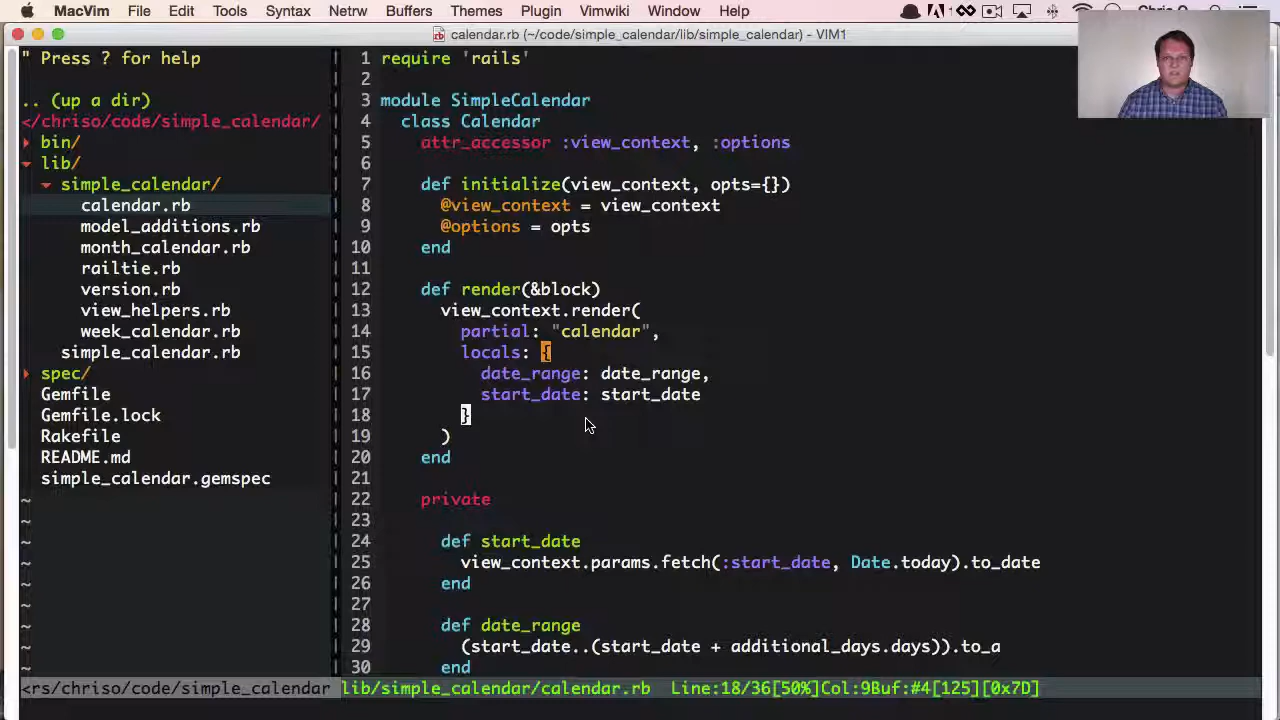 MacVim File Edit Tools Syntax Netrw Buffers Themes Plugin Vimwiki Window Help
calendar.rb (~/code/simple_calendar/lib/simple_calendar) - VIM1
" Press ? for help
.. (up a dir)
</chriso/code/simple_calendar/
bin/
lib/
simple_calendar/
calendar.rb
model_additions.rb
month_calendar.rb
railtie.rb
version.rb
view_helpers.rb
week_calendar.rb
simple_calendar.rb
spec/
Gemfile
Gemfile.lock
Rakefile
README.md
simple_calendar.gemspec
~
~
~
~
~
~
~
~
~
<rs/chriso/code/simple_calendar
1 require 'rails'
2
3 module SimpleCalendar
4 class Calendar
5 attr_accessor :view_context, :options
6
7 def initialize(view_context, opts={})
8 @view_context = view_context
9 @options = opts
10 end
11
12 def render(&block)
13 view_context.render(
14 partial: "calendar",
15 locals: {
16 date_range: date_range,
17 start_date: start_date
18 }
19 )
20 end
21
22 private
23
24 def start_date
25 view_context.params.fetch(:start_date, Date.today).to_date
26 end
27
28 def date_range
29 (start_date..(start_date + additional_days.days)).to_a
30 end
lib/simple_calendar/calendar.rb Line:18/36[50%]Col:9Buf:#4[125][0x7D]